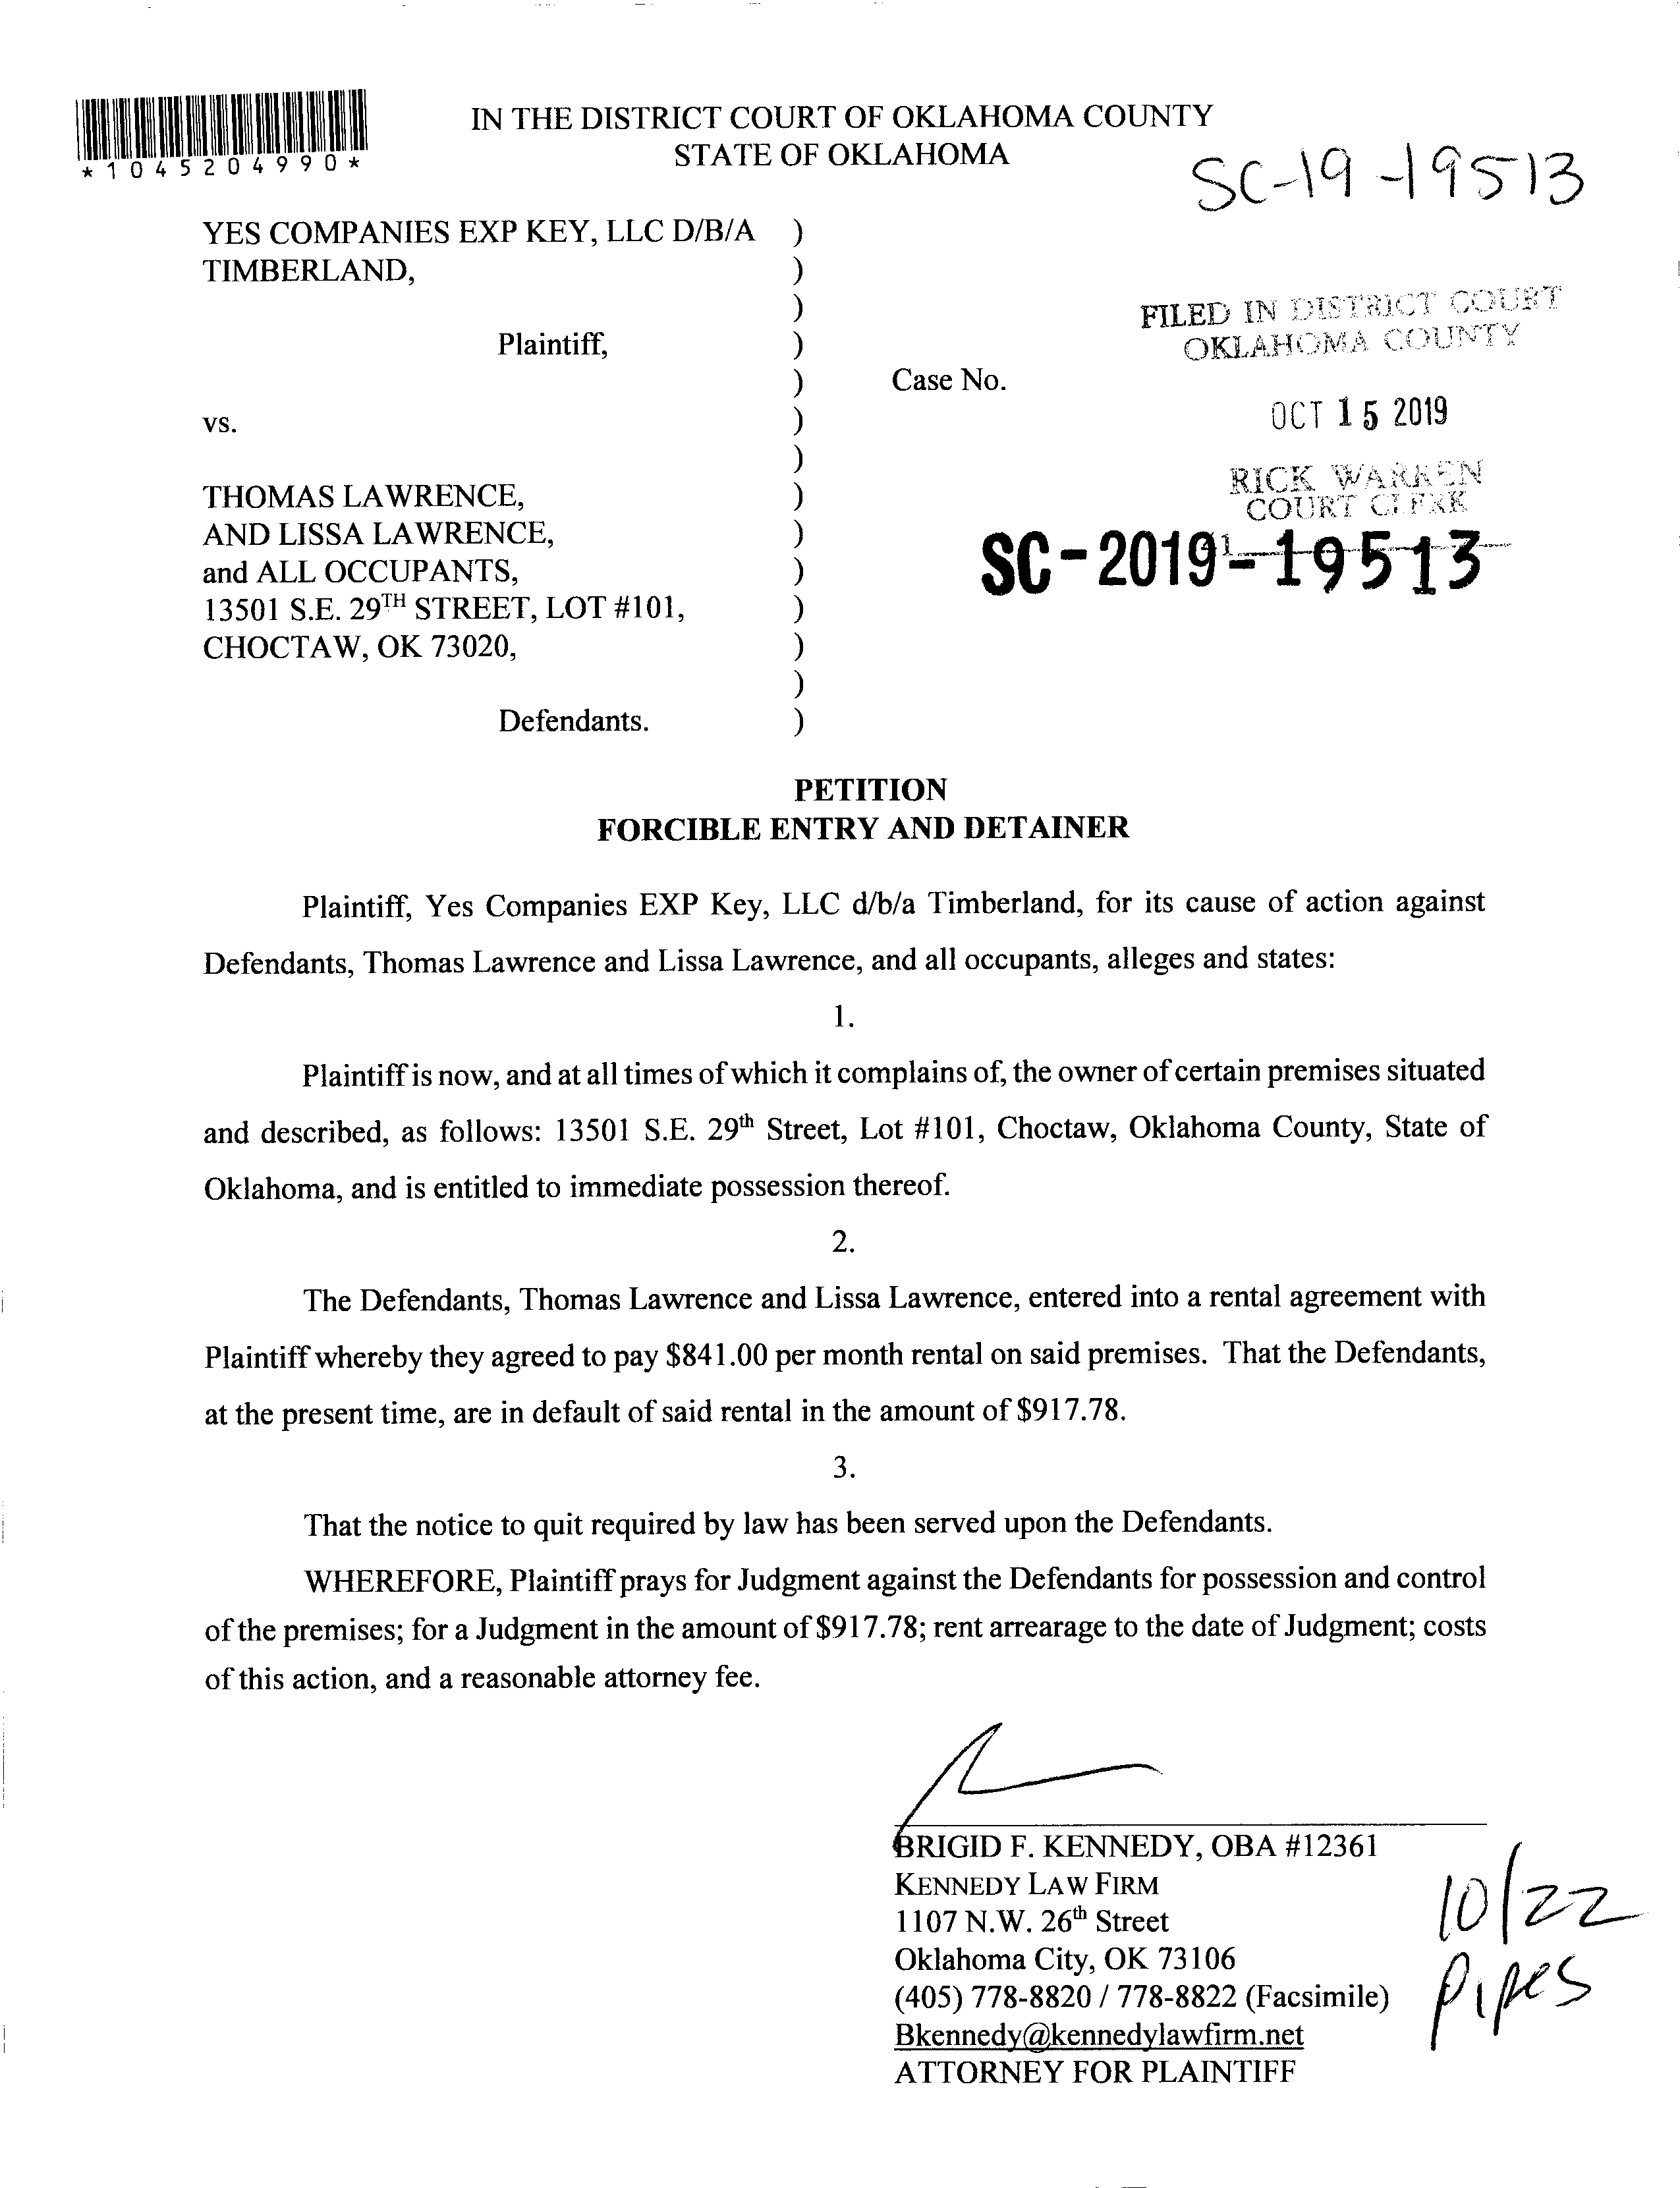 *1045204990*
IN THE DISTRICT COURT OF OKLAHOMA COUNTY
STATE OF OKLAHOMA
SC-19-19513
YES COMPANIES EXP KEY, LLC D/B/A )
TIMBERLAND, )
)
Plaintiff, )
) Case No.
vs. )
)
THOMAS LAWRENCE, )
AND LISSA LAWRENCE, )
and ALL OCCUPANTS, )
13501 S.E. 29TH STREET, LOT #101, )
CHOCTAW, OK 73020, )
)
Defendants. )
FILED IN DISTRICT COURT
OKLAHOMA COUNTY
OCT 15 2019
RICK WARREN
COURT CLERK
SC-2019-19513
PETITION
FORCIBLE ENTRY AND DETAINER
Plaintiff, Yes Companies EXP Key, LLC d/b/a Timberland, for its cause of action against
Defendants, Thomas Lawrence and Lissa Lawrence, and all occupants, alleges and states:
1.
Plaintiff is now, and at all times of which it complains of, the owner of certain premises situated
and described, as follows: 13501 S.E. 29th Street, Lot #101, Choctaw, Oklahoma County, State of
Oklahoma, and is entitled to immediate possession thereof.
2.
The Defendants, Thomas Lawrence and Lissa Lawrence, entered into a rental agreement with
Plaintiff whereby they agreed to pay $841.00 per month rental on said premises. That the Defendants,
at the present time, are in default of said rental in the amount of $917.78.
3.
That the notice to quit required by law has been served upon the Defendants.
WHEREFORE, Plaintiff prays for Judgment against the Defendants for possession and control
of the premises; for a Judgment in the amount of $917.78; rent arrearage to the date of Judgment; costs
of this action, and a reasonable attorney fee.
BRIGID F. KENNEDY, OBA #12361
KENNEDY LAW FIRM
1107 N.W. 26th Street
Oklahoma City, OK 73106
(405) 778-8820 / 778-8822 (Facsimile)
Bkennedy@kennedylawfirm.net
ATTORNEY FOR PLAINTIFF
10/22
Pipes